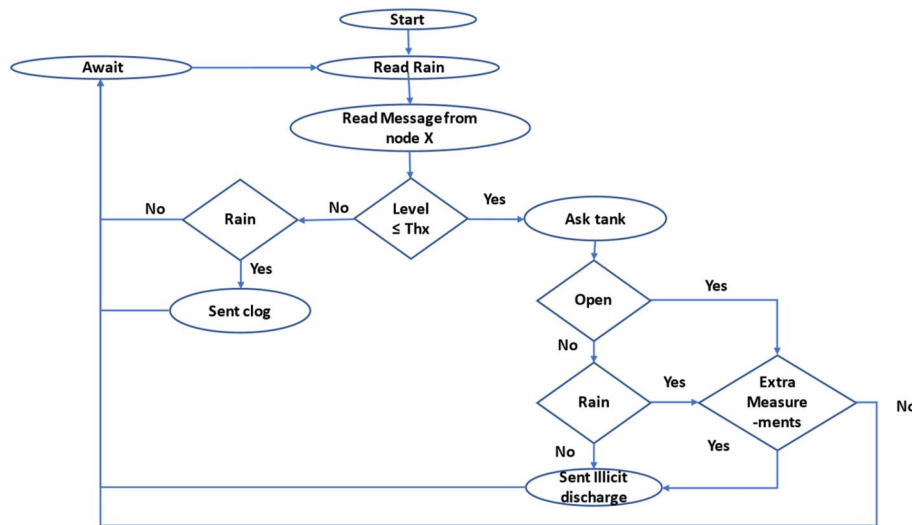 Start
Await
Read Rain
Read Message from
node X
No
Rain
No
Level
≤ Thx
Yes
Ask tank
Yes
Sent clog
Open
Yes
No
Rain
Yes
Extra
Measure
-ments
No
No
Yes
Sent Illicit
discharge